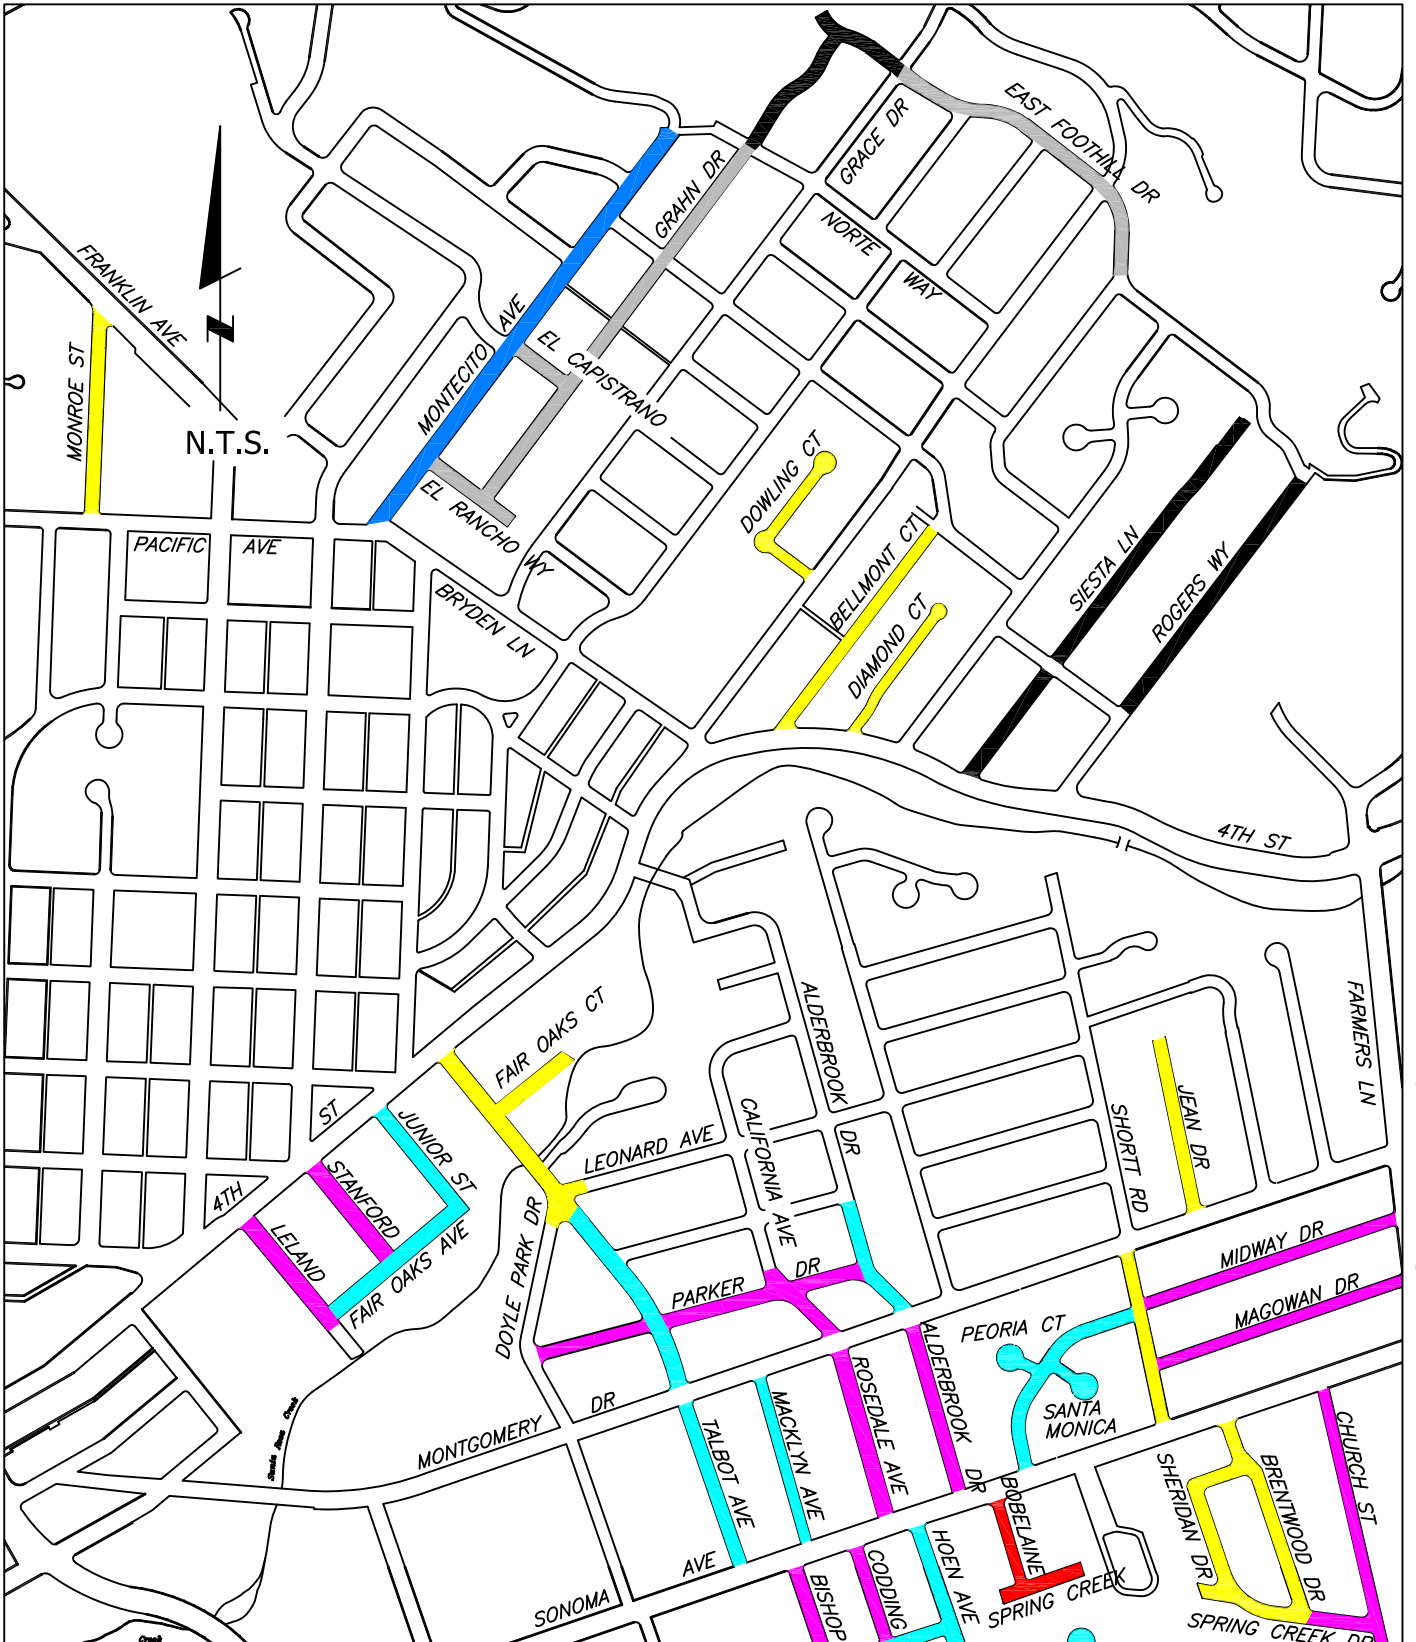 EAST FOOTHILL DR
GRACE DR
GRAHN DR
NORTE
WAY
FRANKLIN AVE
MONROE ST
N
N.T.S.
MONTECITO AVE
EL CAPISTRANO
EL RANCHO WY
PACIFIC AVE
BRYDEN LN
DOWLING CT
BELLMONT CT
DIAMOND CT
SIESTA LN
ROGERS WY
4TH ST
FARMERS LN
FAIR OAKS CT
ALDERBROOK
DR
CALIFORNIA AVE
LEONARD AVE
SHORTT RD
JEAN DR
4TH
ST
JUNIOR ST
STANFORD
LELAND
FAIR OAKS AVE
DOYLE PARK DR
PARKER
DR
MIDWAY DR
MAGOWAN DR
PEORIA CT
SANTA
MONICA
MONTGOMERY
DR
TALBOT AVE
MACKLYN AVE
ROSEDALE AVE
ALDERBROOK
DR
Santa Rosa Creek
BOBELAINE
SPRING CREEK
SHERIDAN DR
BRENTWOOD DR
CHURCH ST
SONOMA
AVE
BISHOP
CODDING
HOEN AVE
SPRING CREEK DR
Creek